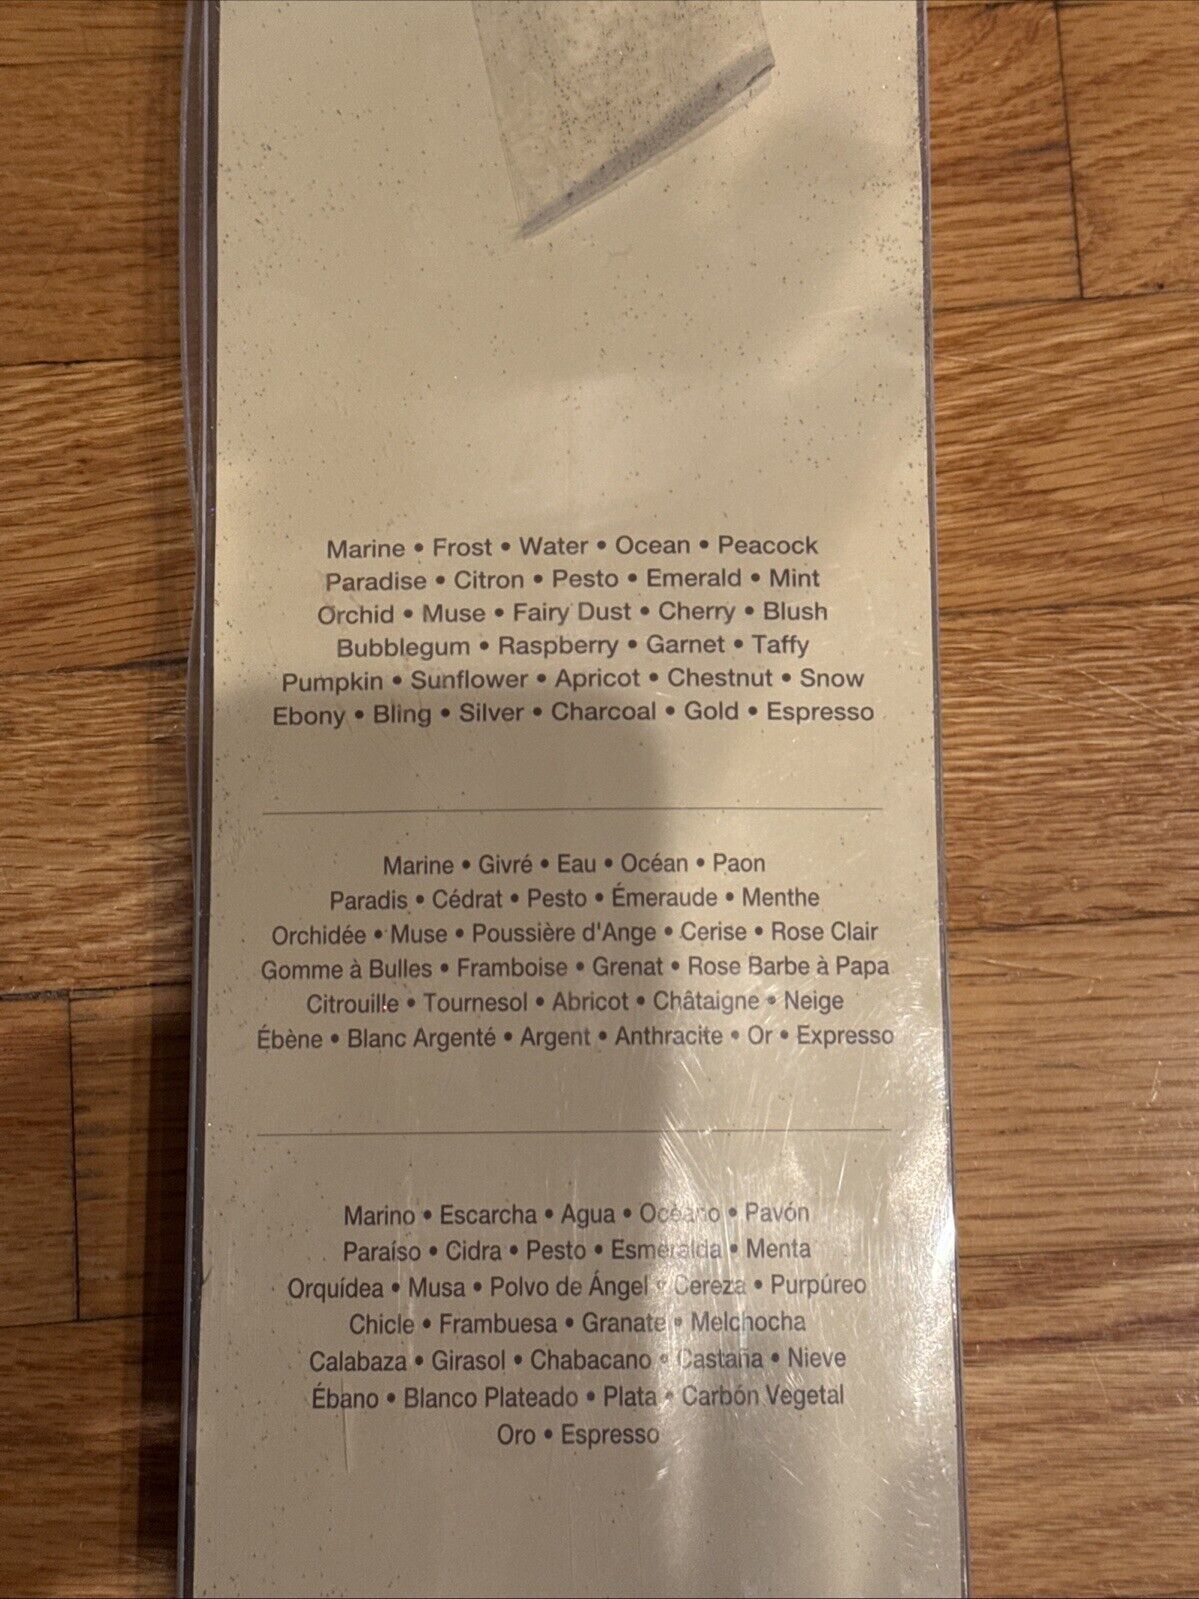 Marine • Frost • Water • Ocean • Peacock
Paradise • Citron • Pesto • Emerald • Mint
Orchid • Muse • Fairy Dust • Cherry • Blush
Bubblegum • Raspberry • Garnet • Taffy
Pumpkin • Sunflower • Apricot • Chestnut • Snow
Ebony • Bling • Silver • Charcoal • Gold • Espresso
Marine • Givré • Eau • Océan • Paon
Paradis • Cédrat • Pesto • Émeraude • Menthe
Orchidée • Muse • Poussière d'Ange • Cerise • Rose Clair
Gomme à Bulles • Framboise • Grenat • Rose Barbe à Papa
Citrouille • Tournesol • Abricot • Châtaigne • Neige
Ébène • Blanc Argenté • Argent • Anthracite • Or • Expresso
Marino • Escarcha • Agua • Océano • Pavón
Paraíso • Cidra • Pesto • Esmeralda • Menta
Orquídea • Musa • Polvo de Ángel • Cereza • Purpúreo
Chicle • Frambuesa • Granate • Melchocha
Calabaza • Girasol • Chabacano • Castaña • Nieve
Ébano • Blanco Plateado • Plata • Carbón Vegetal
Oro • Espresso